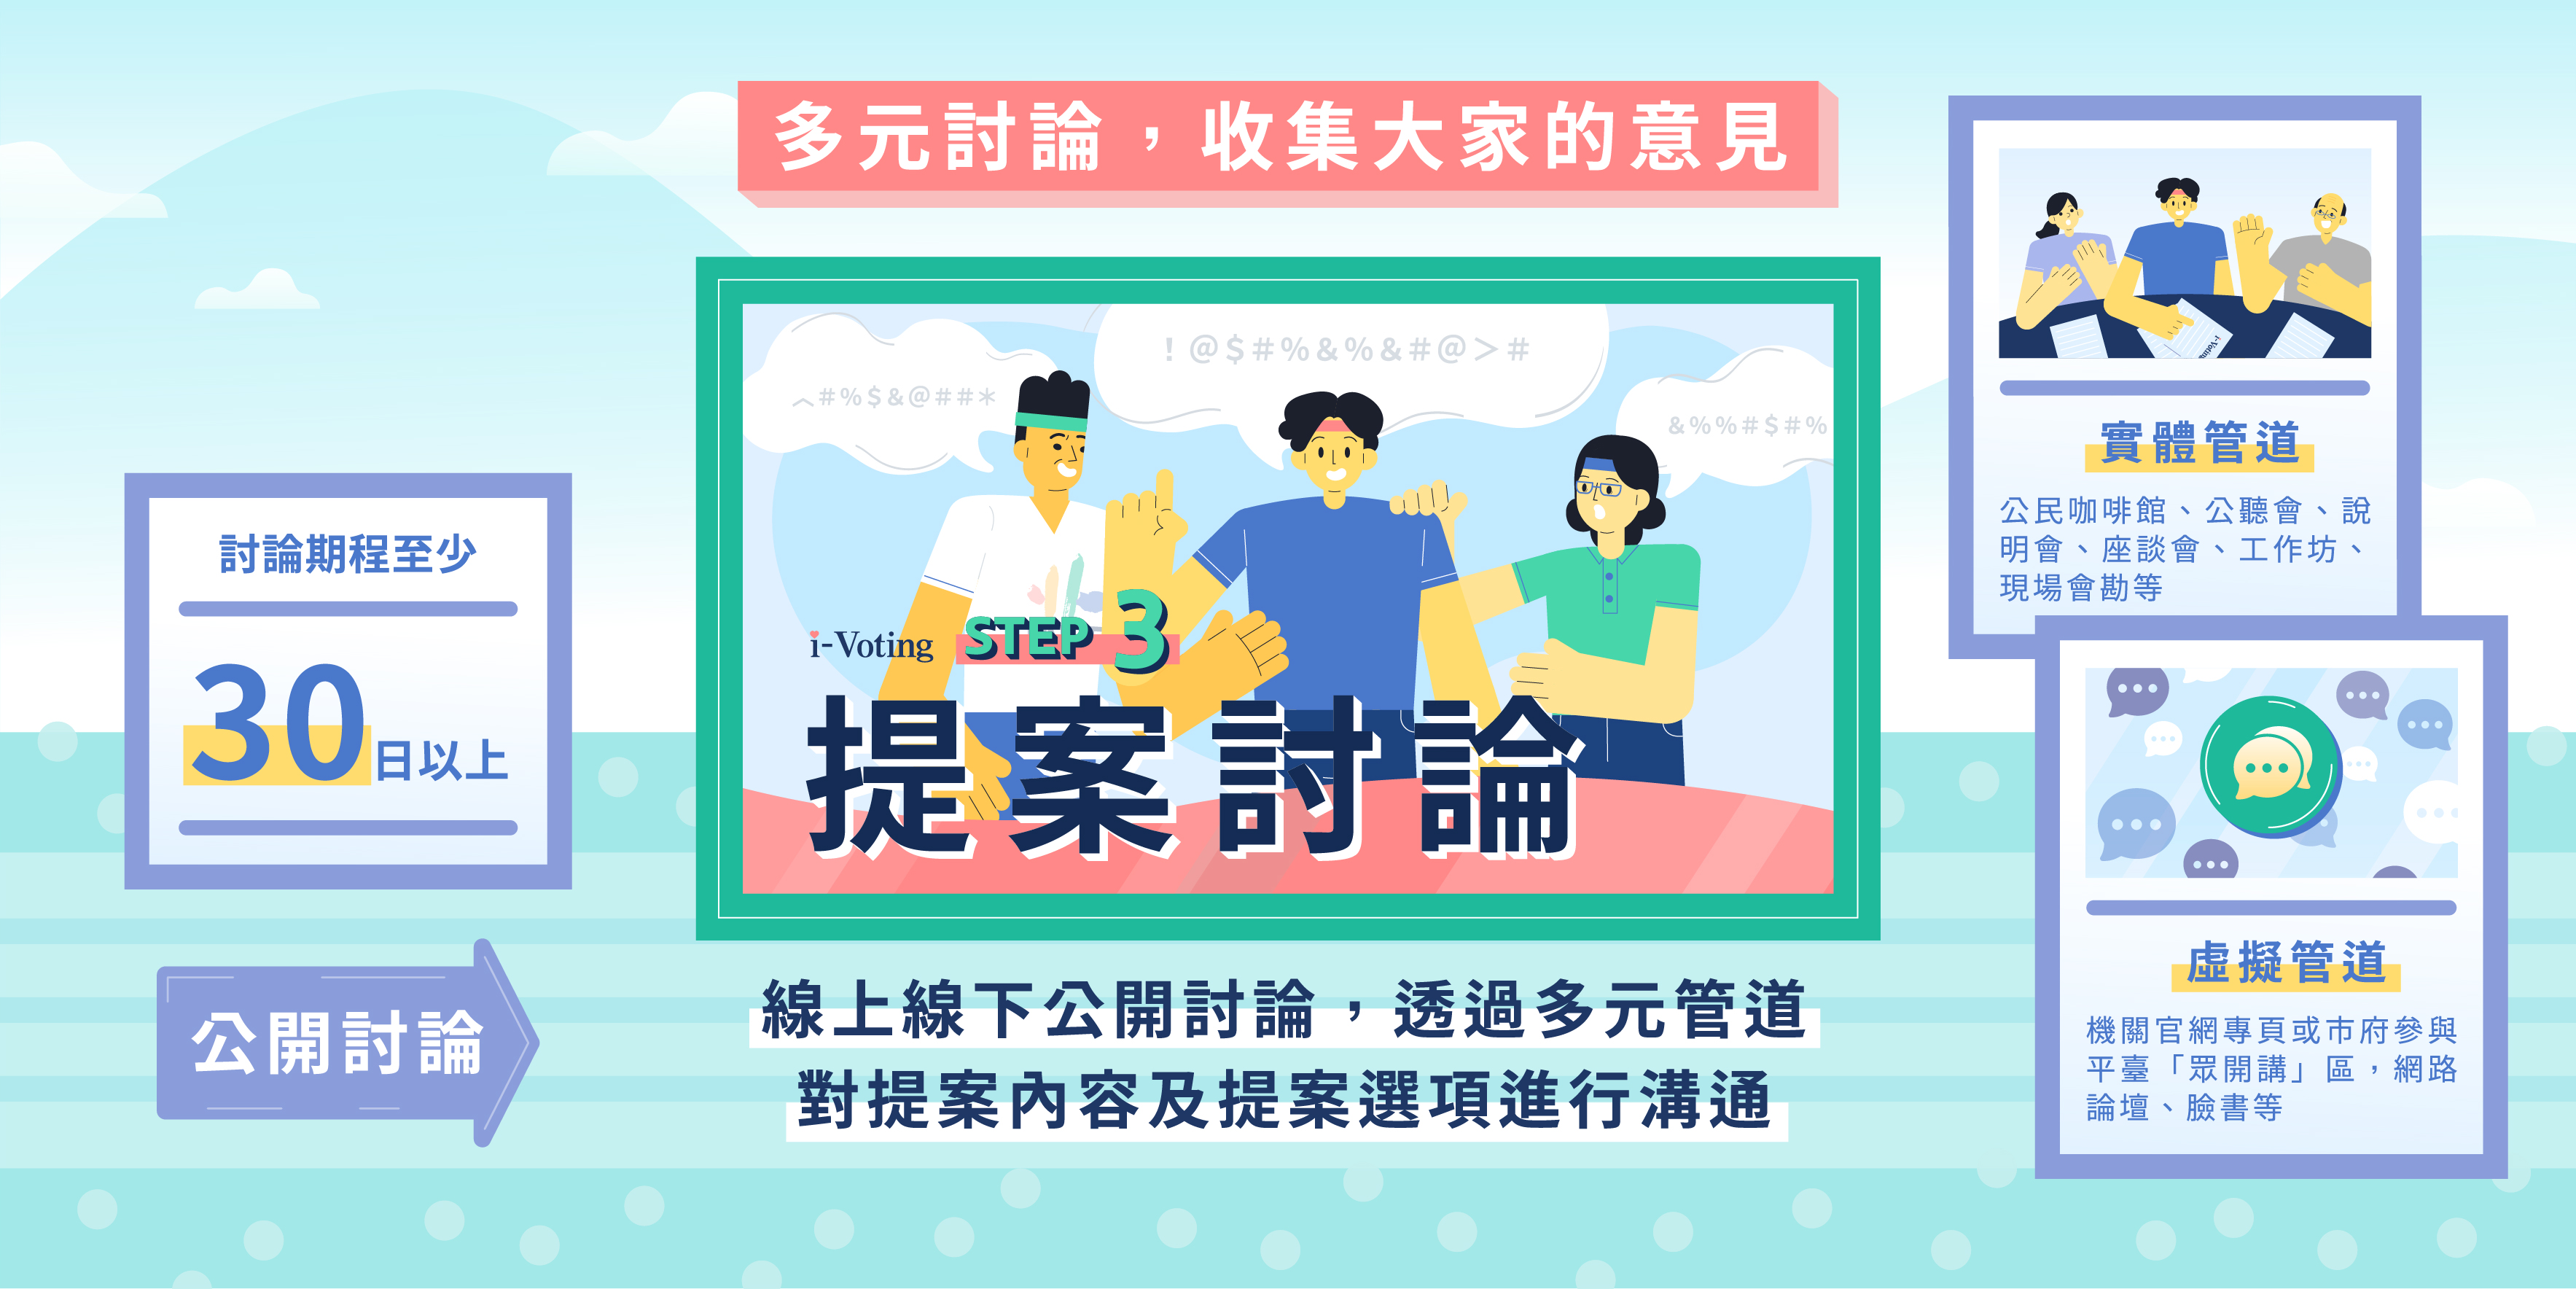 多元討論，收集大家的意見
討論期程至少
30日以上
公開討論
︿#%$&@##＊
！@$#%&%&#@＞#
&%%#$#%
i-Voting STEP 3
提案討論
線上線下公開討論，透過多元管道
對提案內容及提案選項進行溝通
i-Voting
實體管道
公民咖啡館、公聽會、說
明會、座談會、工作坊、
現場會勘等
虛擬管道
機關官網專頁或市府參與
平臺「眾開講」區，網路
論壇、臉書等